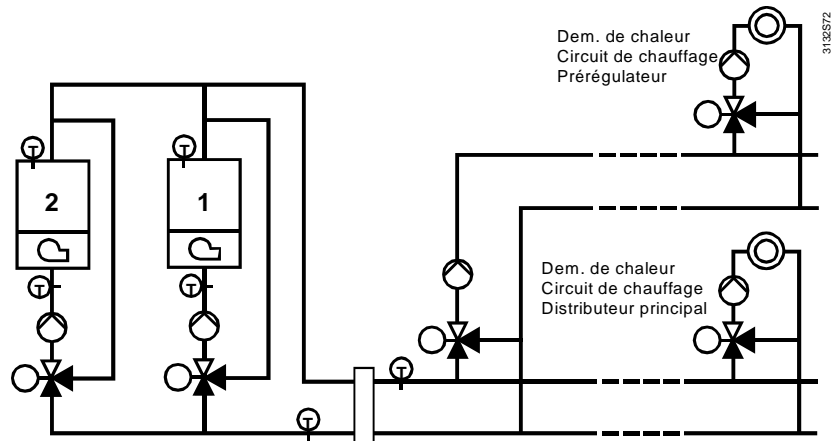 Dem. de chaleur
Circuit de chauffage
Prérégulateur
3132S72
T
T
2
1
Dem. de chaleur
Circuit de chauffage
Distributeur principal
T
T
T
T